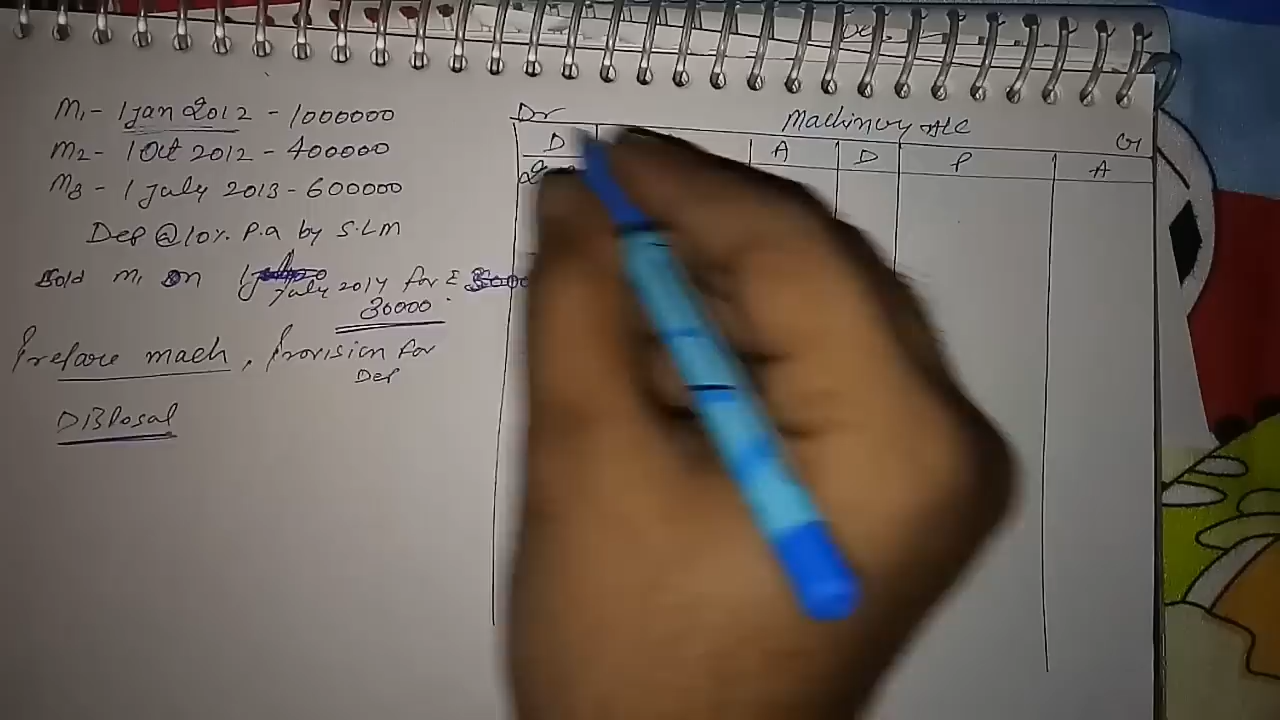 M1 - 1 Jan 2012 - 1000000
M2 - 1 Oct 2012 - 400000
M3 - 1 July 2013 - 600000
Dep @ 10%. P.a by S.L.M
Sold M1 on 1 July 2014 for ₹
30000
Prepare mach, Provision for
Dep
Disposal
Dr
Machinery A/C
Cr
D A D P A